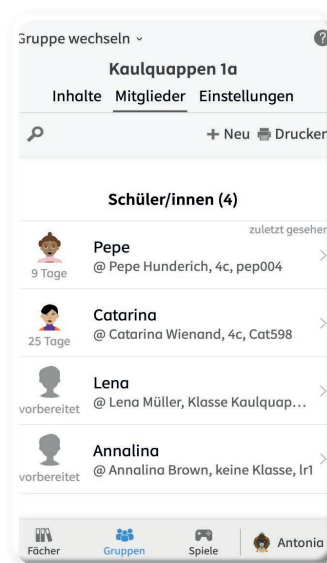 Gruppe wechseln
?
Kaulquappen 1a
Inhalte Mitglieder Einstellungen
+ Neu Drucken
Schüler/innen (4)
zuletzt gesehen
Pepe
@ Pepe Hunderich, 4c, pep004
9 Tage
Catarina
@ Catarina Wienand, 4c, Cat598
25 Tage
Lena
@ Lena Müller, Klasse Kaulquap...
vorbereitet
Annalina
@ Annalina Brown, keine Klasse, lr1
vorbereitet
Fächer Gruppen Spiele Antonia